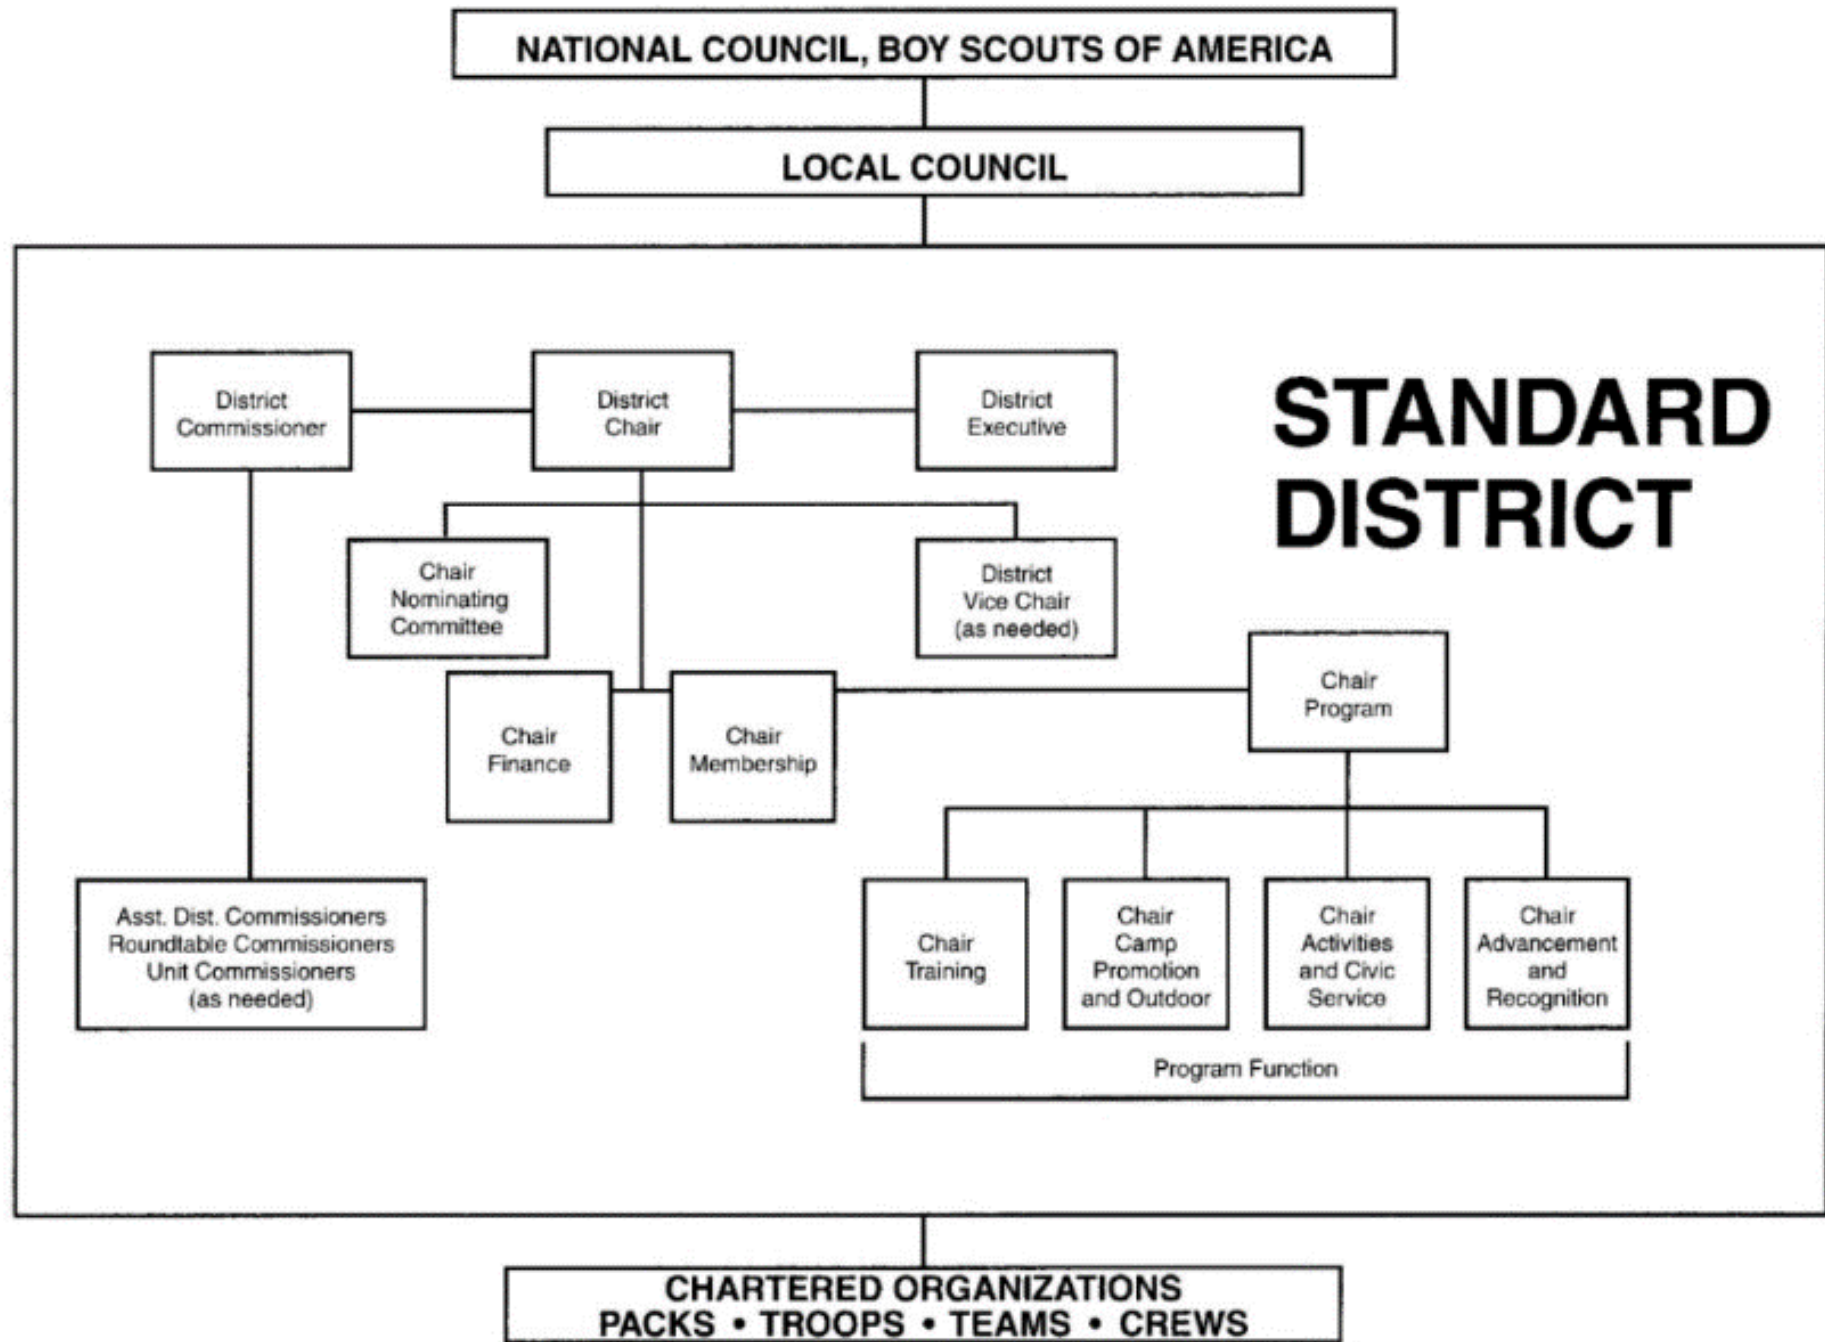 NATIONAL COUNCIL, BOY SCOUTS OF AMERICA
LOCAL COUNCIL
STANDARD
DISTRICT
District
Commissioner
District
Chair
District
Executive
Chair
Nominating
Committee
District
Vice Chair
(as needed)
Chair
Finance
Chair
Membership
Chair
Program
Asst. Dist. Commissioners
Roundtable Commissioners
Unit Commissioners
(as needed)
Chair
Training
Chair
Camp
Promotion
and Outdoor
Chair
Activities
and Civic
Service
Chair
Advancement
and
Recognition
Program Function
CHARTERED ORGANIZATIONS
PACKS • TROOPS • TEAMS • CREWS